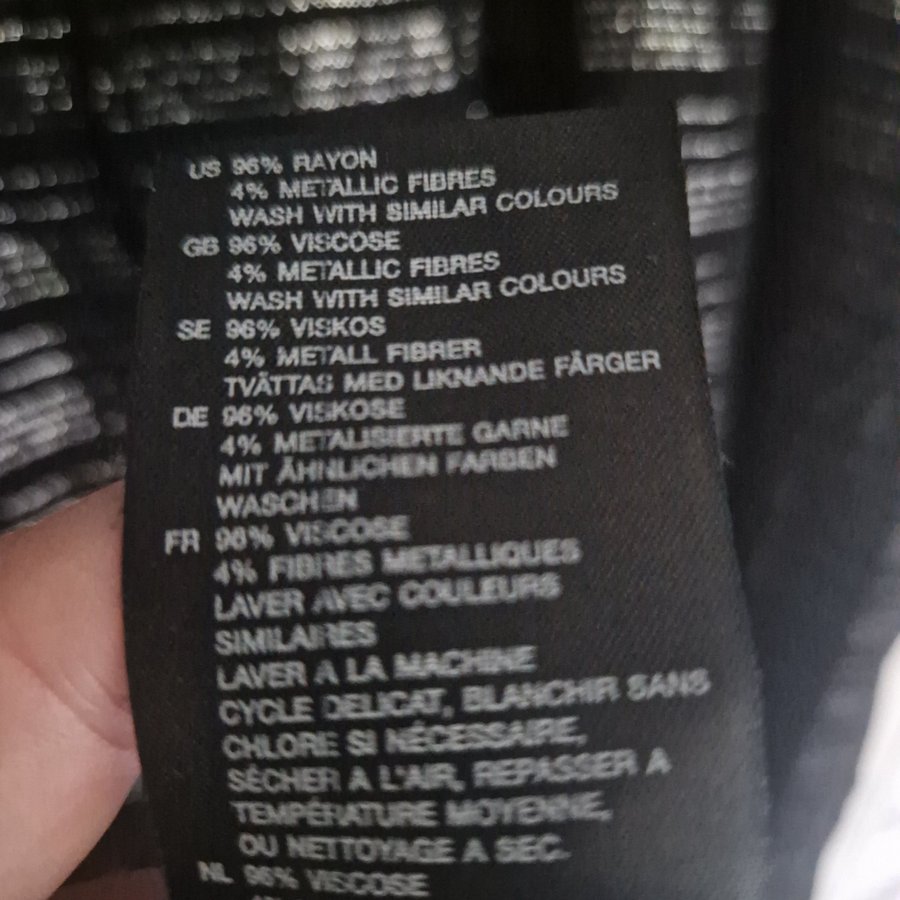 US 96% RAYON
4% METALLIC FIBRES
WASH WITH SIMILAR COLOURS
GB 96% VISCOSE
4% METALLIC FIBRES
WASH WITH SIMILAR COLOURS
SE 96% VISKOS
4% METALL FIBRER
TVÄTTAS MED LIKNANDE FÄRGER
DE 96% VISKOSE
4% METALISIERTE GARNE
MIT ÄHNLICHEN FARBEN
WASCHEN
FR 96% VISCOSE
4% FIBRES METALLIQUES
LAVER AVEC COULEURS
SIMILAIRES
LAVER A LA MACHINE
CYCLE DELICAT, BLANCHIR SANS
CHLORE SI NÉCESSAIRE,
SÉCHER A L'AIR, REPASSER A
TEMPÉRATURE MOYENNE,
OU NETTOYAGE A SEC.
NL 96% VISCOSE